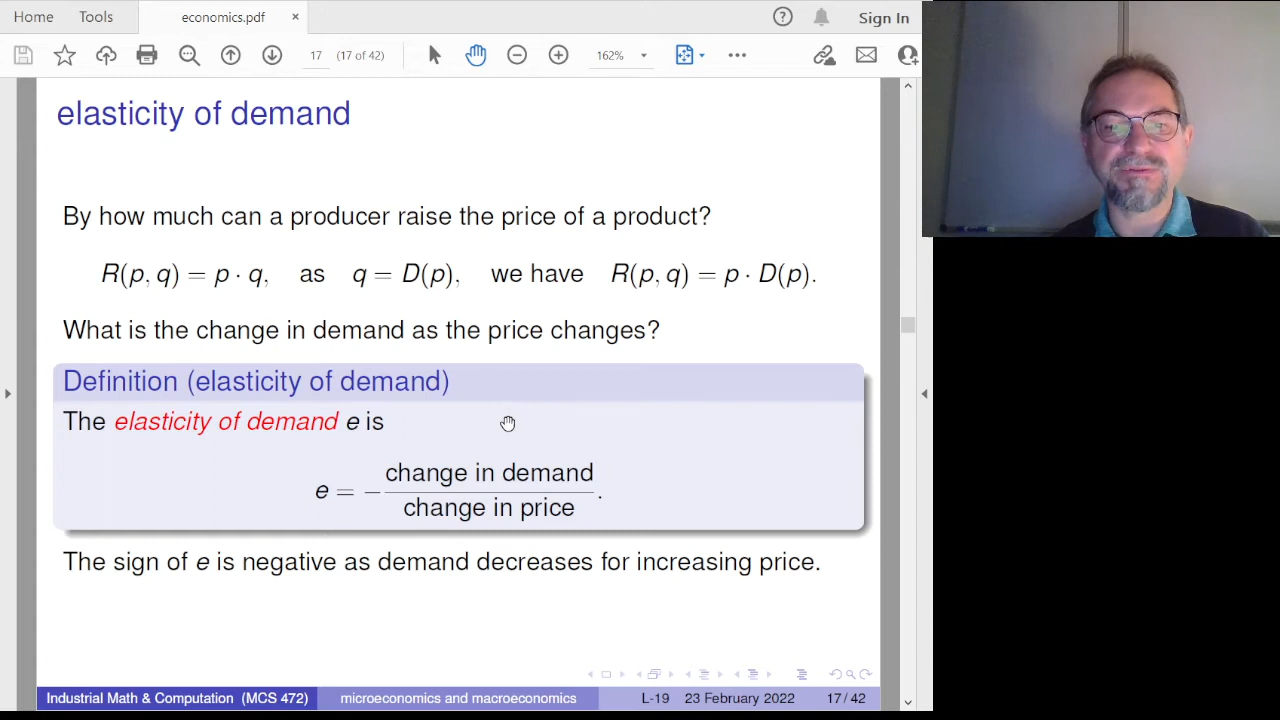 Home Tools economics.pdf × Sign In
17 (17 of 42) 162%
elasticity of demand
By how much can a producer raise the price of a product?
R(p, q) = p · q, as q = D(p), we have R(p, q) = p · D(p).
What is the change in demand as the price changes?
Definition (elasticity of demand)
The elasticity of demand e is
e = − change in demand
change in price .
The sign of e is negative as demand decreases for increasing price.
Industrial Math & Computation (MCS 472) microeconomics and macroeconomics L-19 23 February 2022 17 / 42